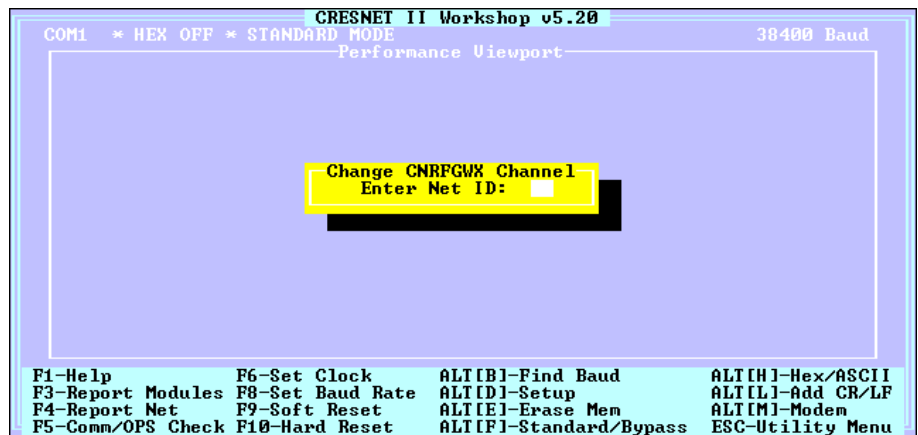 CRESNET II Workshop v5.20
COM1 * HEX OFF * STANDARD MODE 38400 Baud
Performance Viewport
Change CNRFGWX Channel
Enter Net ID:
F1-Help F6-Set Clock ALT[B]-Find Baud ALT[H]-Hex/ASCII
F3-Report Modules F8-Set Baud Rate ALT[D]-Setup ALT[L]-Add CR/LF
F4-Report Net F9-Soft Reset ALT[E]-Erase Mem ALT[M]-Modem
F5-Comm/OPS Check F10-Hard Reset ALT[F]-Standard/Bypass ESC-Utility Menu